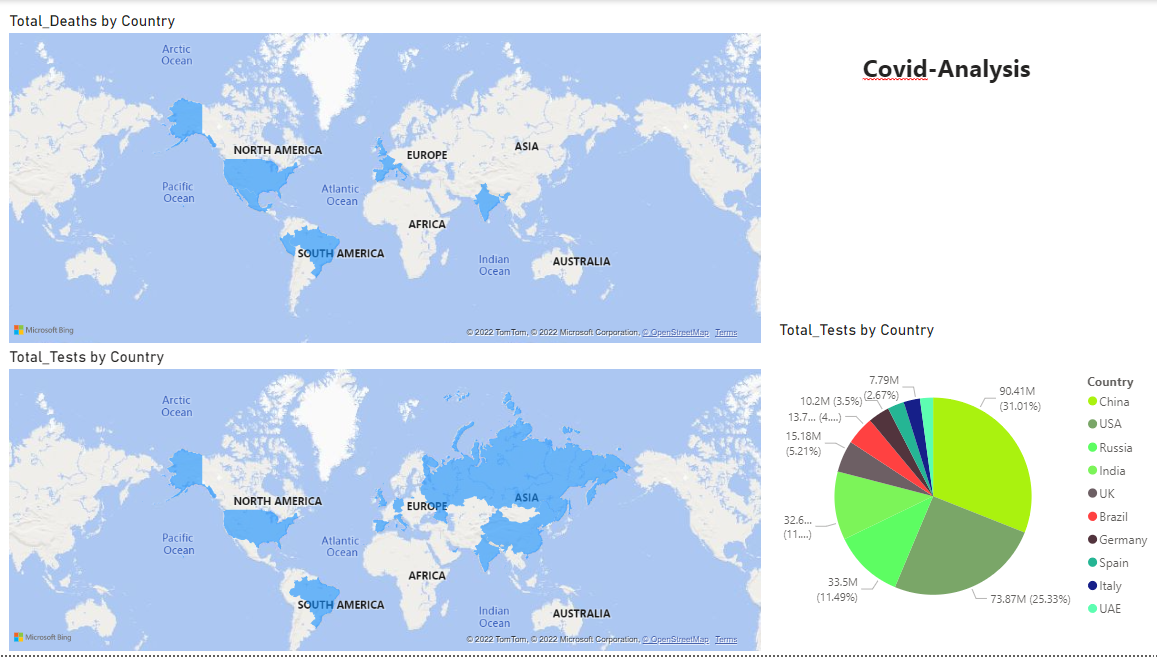 Total_Deaths by Country
Arctic
Ocean
NORTH AMERICA
EUROPE
ASIA
Pacific
Ocean
Atlantic
Ocean
AFRICA
SOUTH AMERICA
Indian
Ocean
AUSTRALIA
Microsoft Bing
© 2022 TomTom, © 2022 Microsoft Corporation, © OpenStreetMap Terms
Covid-Analysis
Total_Tests by Country
Arctic
Ocean
NORTH AMERICA
EUROPE
ASIA
Pacific
Ocean
Atlantic
Ocean
AFRICA
SOUTH AMERICA
Indian
Ocean
AUSTRALIA
Microsoft Bing
© 2022 TomTom, © 2022 Microsoft Corporation, © OpenStreetMap Terms
Total_Tests by Country
7.79M
(2.67%)
10.2M (3.5%)
13.7... (4....)
15.18M
(5.21%)
32.6...
(11....)
33.5M
(11.49%)
73.87M (25.33%)
90.41M
(31.01%)
Country
China
USA
Russia
India
UK
Brazil
Germany
Spain
Italy
UAE